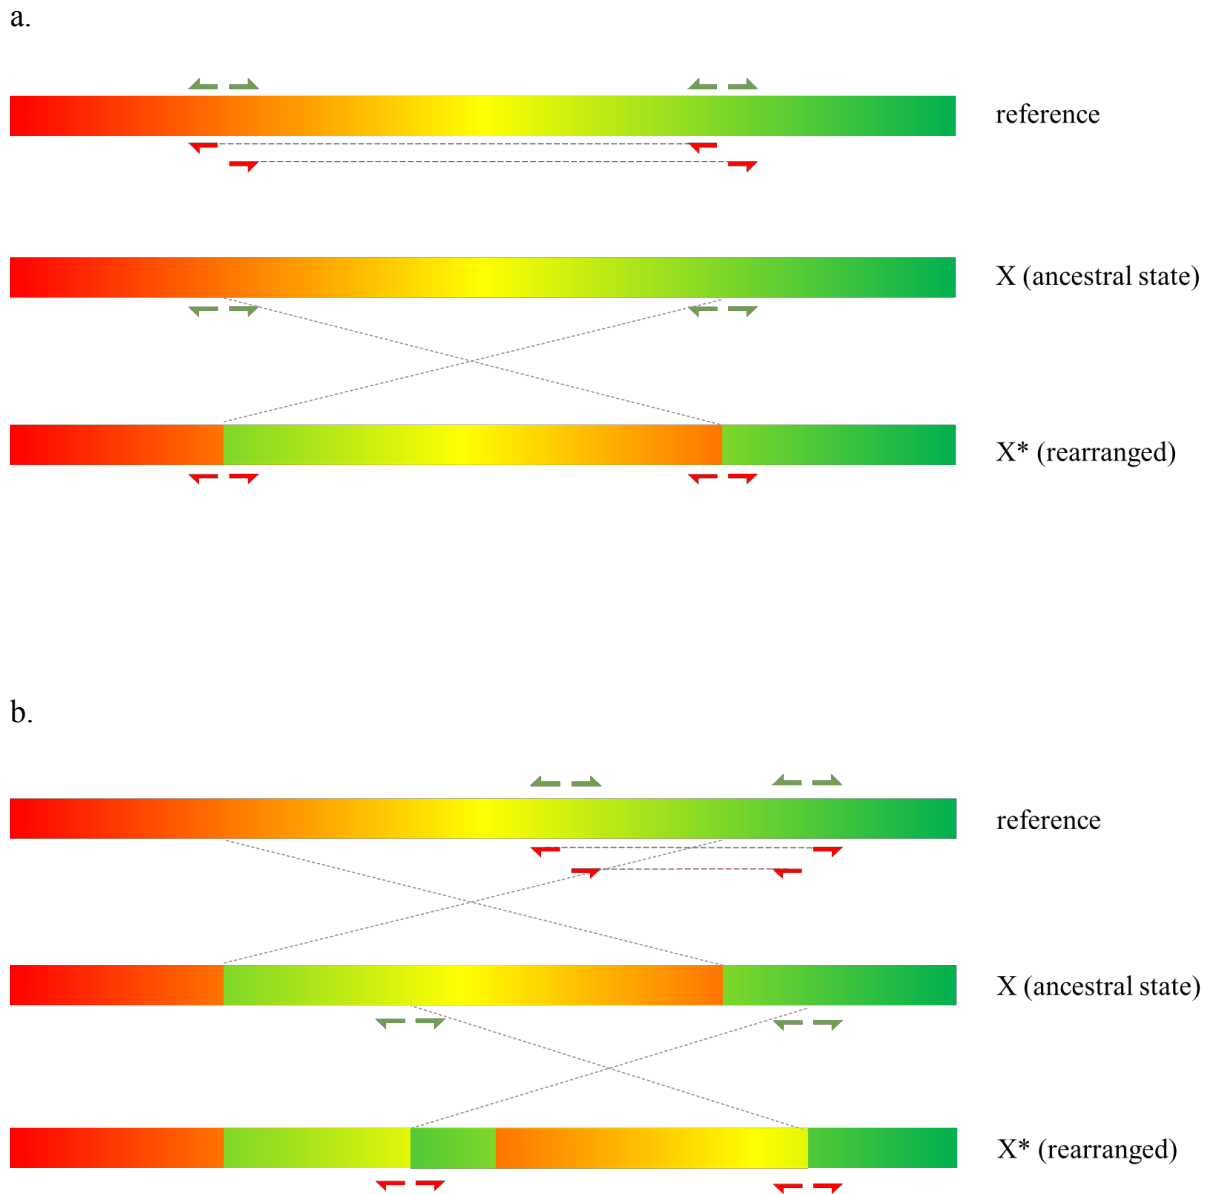 a.
reference
X (ancestral state)
X* (rearranged)
b.
reference
X (ancestral state)
X* (rearranged)